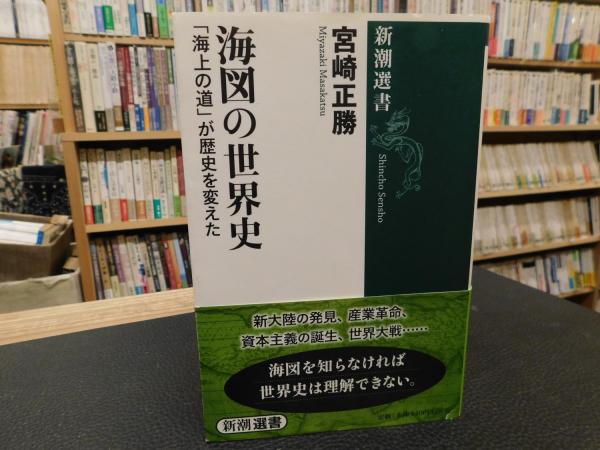 新潮選書
Shincho Sensho
宮崎正勝
Miyazaki Masakatsu
海図の世界史
「海上の道」が歴史を変えた
新大陸の発見、産業革命、
資本主義の誕生、世界大戦……
海図を知らなければ
世界史は理解できない。
新潮選書